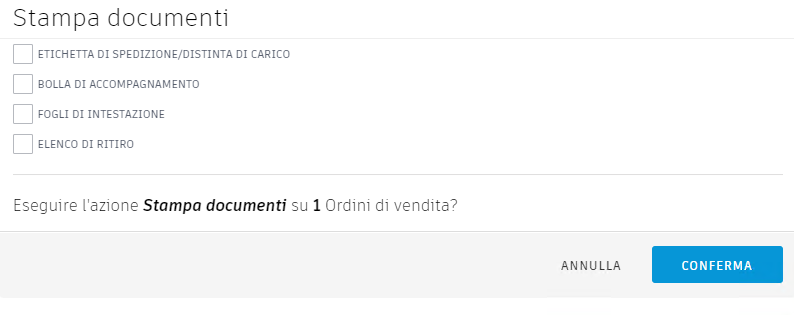 Stampa documenti
ETICHETTA DI SPEDIZIONE/DISTINTA DI CARICO
BOLLA DI ACCOMPAGNAMENTO
FOGLI DI INTESTAZIONE
ELENCO DI RITIRO
Eseguire l'azione Stampa documenti su 1 Ordini di vendita?
ANNULLA
CONFERMA